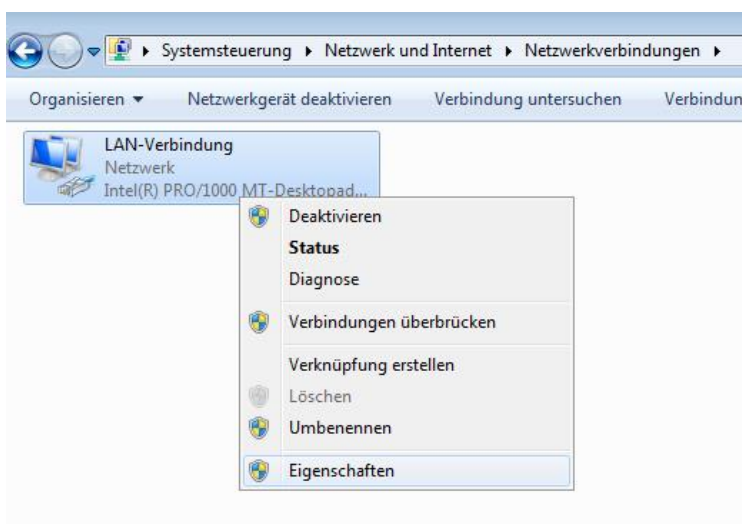 Systemsteuerung ▸ Netzwerk und Internet ▸ Netzwerkverbindungen ▸
Organisieren Netzwerkgerät deaktivieren Verbindung untersuchen Verbindun
LAN-Verbindung
Netzwerk
Intel(R) PRO/1000 MT-Desktopad...
Deaktivieren
Status
Diagnose
Verbindungen überbrücken
Verknüpfung erstellen
Löschen
Umbenennen
Eigenschaften